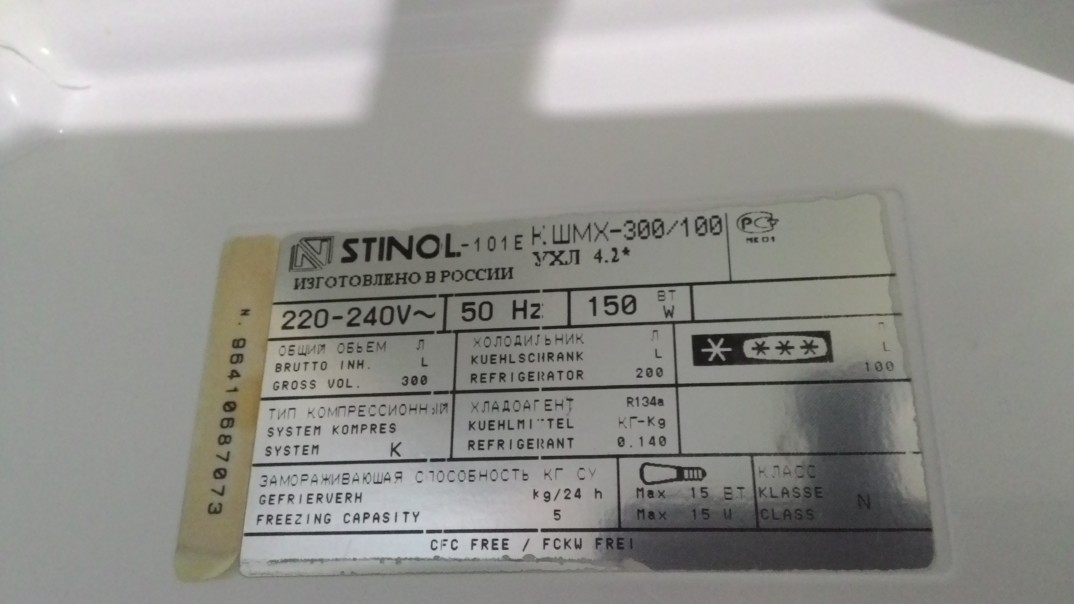 STINOL-101E КШМХ-300/100
УХЛ 4.2*
ИЗГОТОВЛЕНО В РОССИИ
РС
МЕ01
220-240V~ 50 Hz 150 ВТ W
ОБЩИЙ ОБЬЕМ Л
BRUTTO INH. L
GROSS VOL. 300
ХОЛОДИЛЬНИК Л
KUEHLSCHRANK L
REFRIGERATOR 200
* *** Л
L
100
ТИП КОМПРЕССИОННЫЙ
SYSTEM KOMPRES
SYSTEM K
ХЛАДОАГЕНТ R134a
KUEHLMITTEL КГ-Kg
REFRIGERANT 0.140
ЗАМОРАЖИВАЮЩАЯ СПОСОБНОСТЬ КГ СУ
GEFRIERVERH kg/24 h
FREEZING CAPASITY 5
Max 15 ВТ
Max 15 W
КЛАСС
KLASSE
CLASS N
CFC FREE / FCKW FREI
N. 96410687073